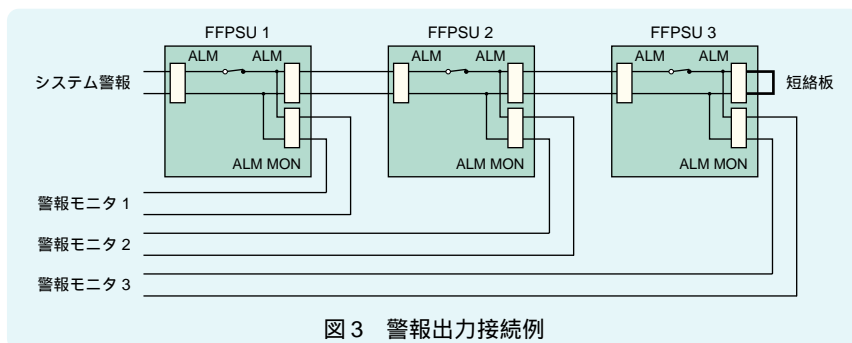 FFPSU 1
FFPSU 2
FFPSU 3
ALM
ALM
ALM
ALM
ALM
ALM
システム警報
短絡板
ALM MON
ALM MON
ALM MON
警報モニタ 1
警報モニタ 2
警報モニタ 3
図 3 警報出力接続例